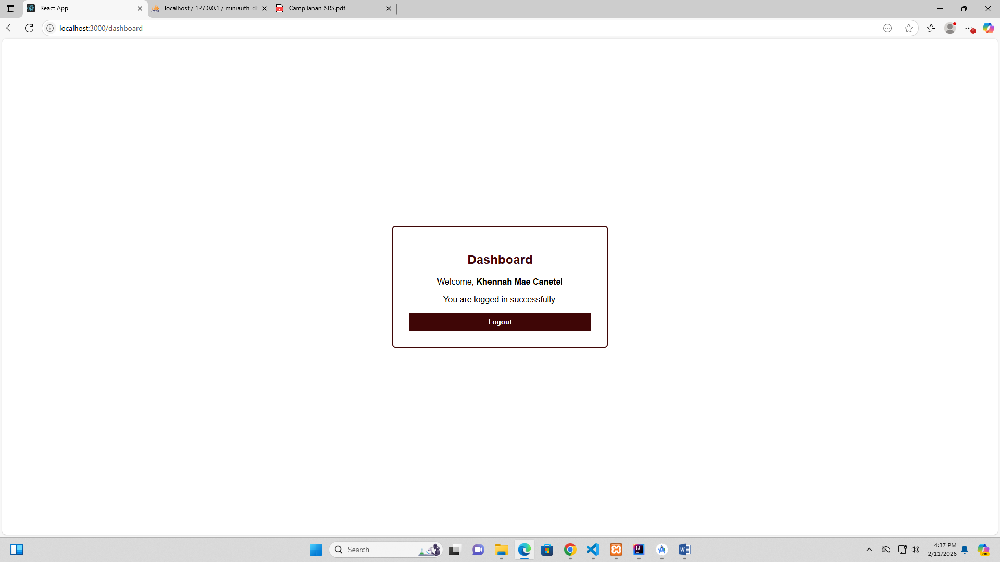 React App
localhost / 127.0.0.1 / miniauth_d
Campilanan_SRS.pdf
localhost:3000/dashboard
Dashboard
Welcome, Khennah Mae Canete!
You are logged in successfully.
Logout
Search
4:37 PM
2/11/2026